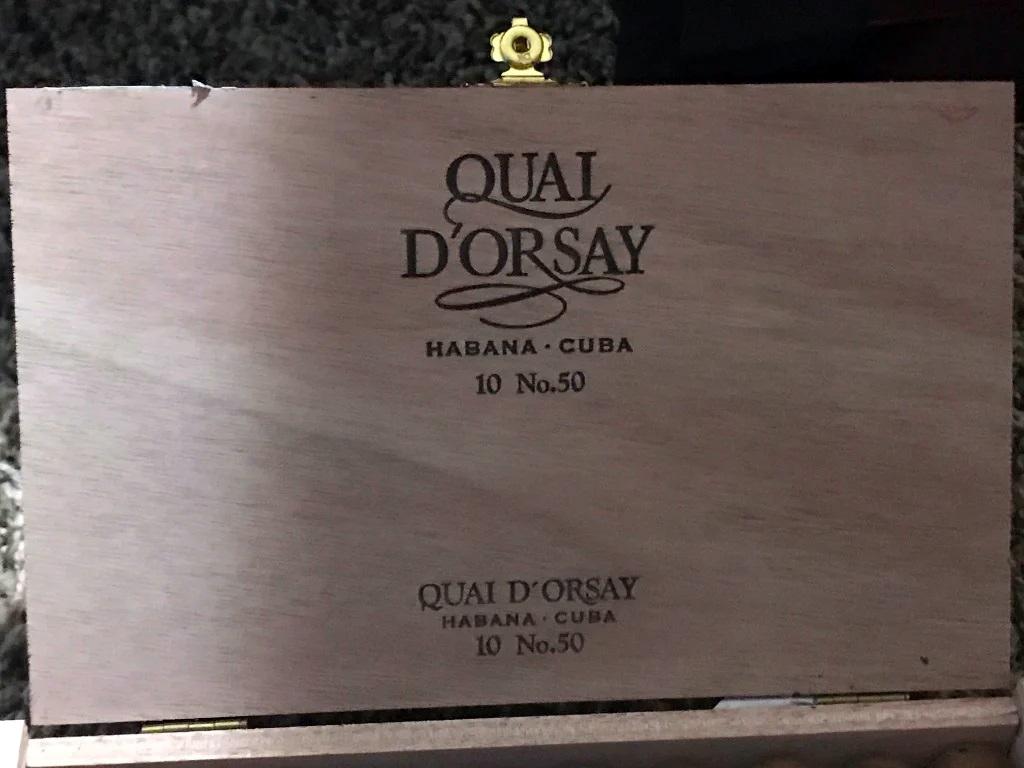 QUAI
D'ORSAY
HABANA · CUBA
10 No.50
QUAI D'ORSAY
HABANA · CUBA
10 No.50